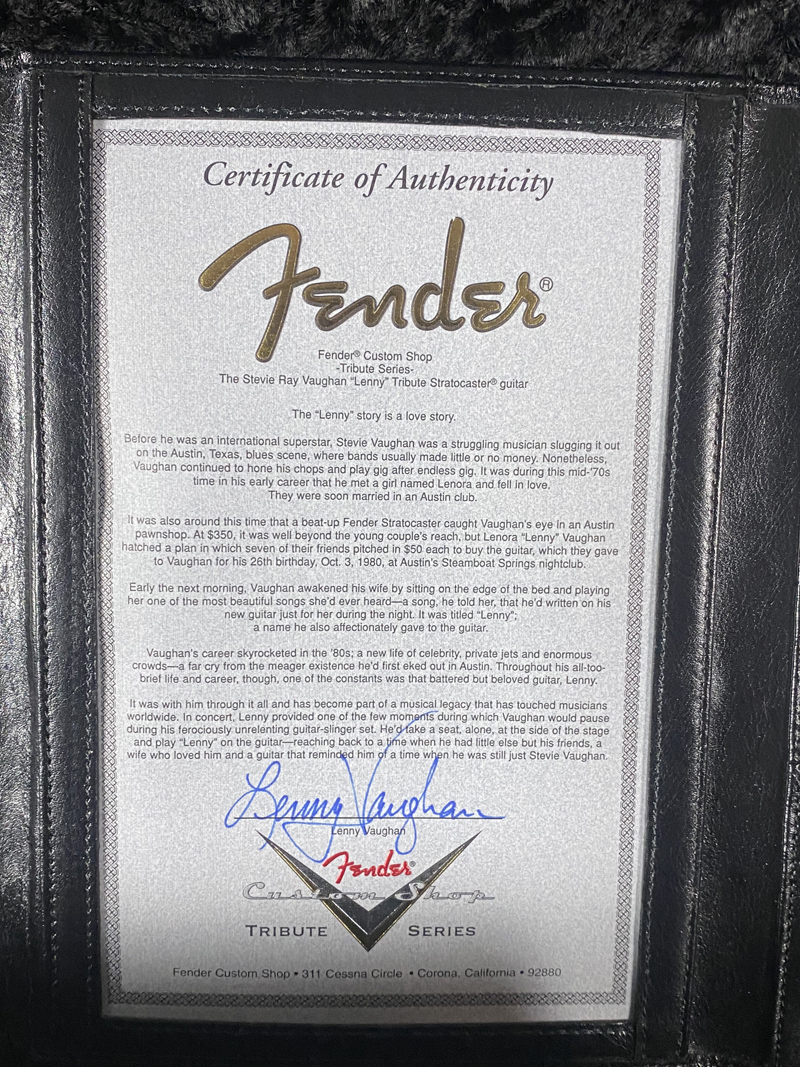 Certificate of Authenticity
Fender®
Fender® Custom Shop
-Tribute Series-
The Stevie Ray Vaughan "Lenny" Tribute Stratocaster® guitar
The "Lenny" story is a love story.
Before he was an international superstar, Stevie Vaughan was a struggling musician slugging it out
on the Austin, Texas, blues scene, where bands usually made little or no money. Nonetheless,
Vaughan continued to hone his chops and play gig after endless gig. It was during this mid-'70s
time in his early career that he met a girl named Lenora and fell in love.
They were soon married in an Austin club.
It was also around this time that a beat-up Fender Stratocaster caught Vaughan's eye in an Austin
pawnshop. At $350, it was well beyond the young couple's reach, but Lenora "Lenny" Vaughan
hatched a plan in which seven of their friends pitched in $50 each to buy the guitar, which they gave
to Vaughan for his 26th birthday, Oct. 3, 1980, at Austin's Steamboat Springs nightclub.
Early the next morning, Vaughan awakened his wife by sitting on the edge of the bed and playing
her one of the most beautiful songs she'd ever heard—a song, he told her, that he'd written on his
new guitar just for her during the night. It was titled "Lenny";
a name he also affectionately gave to the guitar.
Vaughan's career skyrocketed in the '80s; a new life of celebrity, private jets and enormous
crowds—a far cry from the meager existence he'd first eked out in Austin. Throughout his all-too-
brief life and career, though, one of the constants was that battered but beloved guitar, Lenny.
It was with him through it all and has become part of a musical legacy that has touched musicians
worldwide. In concert, Lenny provided one of the few moments during which Vaughan would pause
during his ferociously unrelenting guitar-slinger set. He'd take a seat, alone, at the side of the stage
and play "Lenny" on the guitar—reaching back to a time when he had little else but his friends, a
wife who loved him and a guitar that reminded him of a time when he was still just Stevie Vaughan.
Lenny Vaughan
Lenny Vaughan
Fender®
Custom Shop
TRIBUTE SERIES
Fender Custom Shop • 311 Cessna Circle • Corona, California • 92880